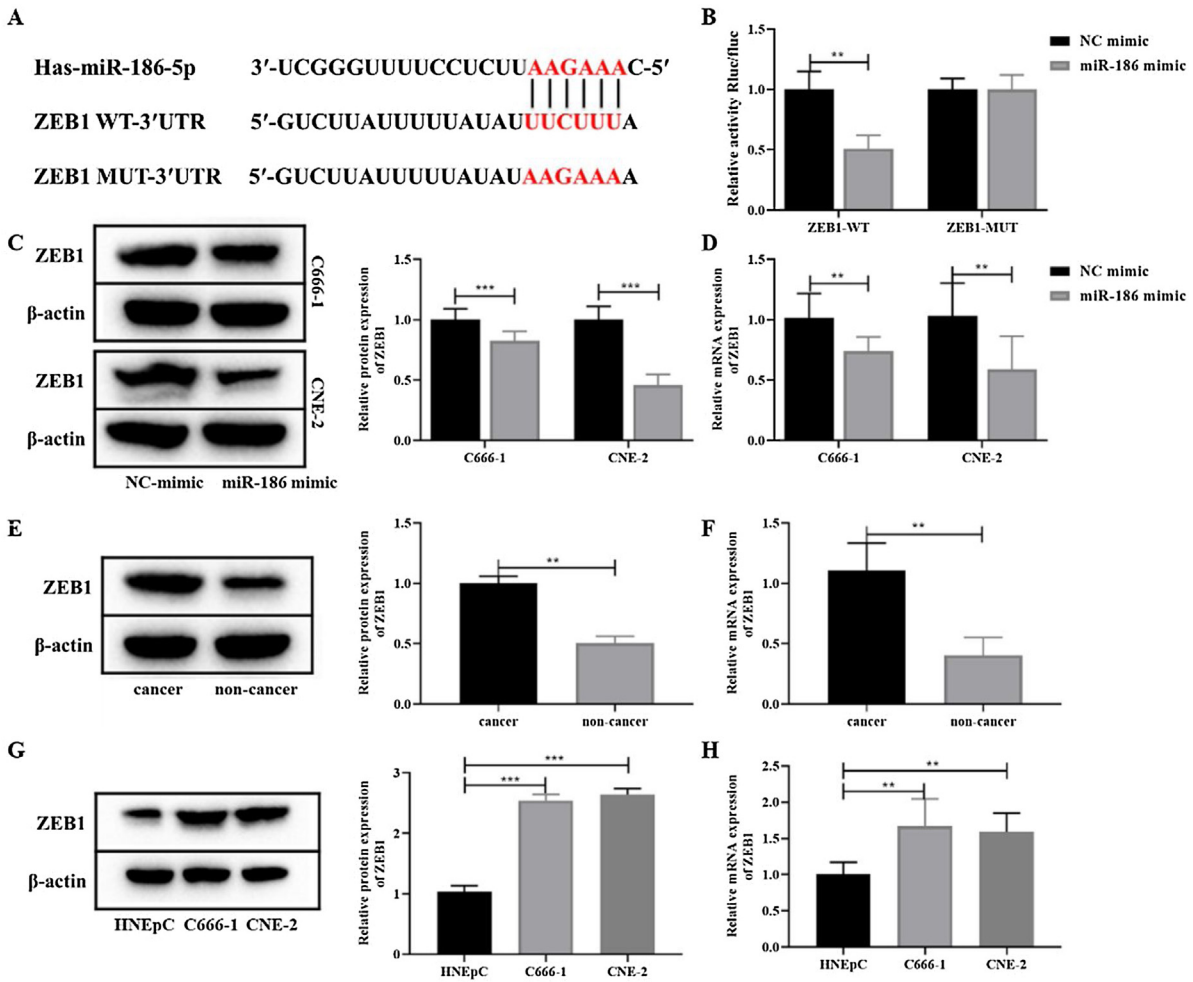 A
Has-miR-186-5p 3′-UCGGGUUUUCCUCUUAAGAAAC-5′
ZEB1 WT-3′UTR 5′-GUCUUAUUUUUAUAUUUCUUUA
ZEB1 MUT-3′UTR 5′-GUCUUAUUUUUAUAUAAGAAAA
B
Relative activity Rluc/fluc
1.5
1.0
0.5
0.0
**
ZEB1-WT ZEB1-MUT
NC mimic
miR-186 mimic
C
ZEB1
β-actin
C666-1
ZEB1
β-actin
CNE-2
NC-mimic miR-186 mimic
Relative protein expression
of ZEB1
1.5
1.0
0.5
0.0
*** ***
C666-1 CNE-2
D
Relative mRNA expression
of ZEB1
1.5
1.0
0.5
0.0
** **
C666-1 CNE-2
NC mimic
miR-186 mimic
E
ZEB1
β-actin
cancer non-cancer
Relative protein expression
of ZEB1
1.5
1.0
0.5
0.0
**
cancer non-cancer
F
Relative mRNA expression
of ZEB1
1.5
1.0
0.5
0.0
**
cancer non-cancer
G
ZEB1
β-actin
HNEpC C666-1 CNE-2
Relative protein expression
of ZEB1
3
2
1
0
***
***
HNEpC C666-1 CNE-2
H
Relative mRNA expression
of ZEB1
2.5
2.0
1.5
1.0
0.5
0.0
**
**
HNEpC C666-1 CNE-2